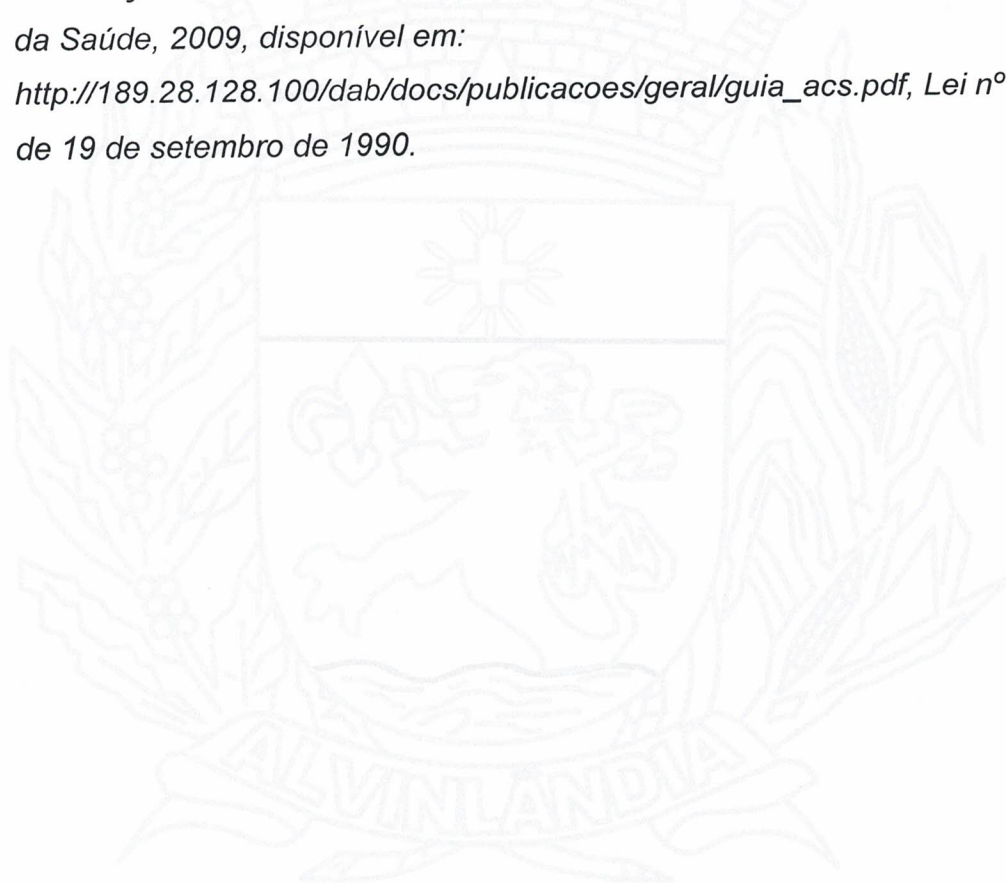 da Saúde, 2009, disponível em:
http://189.28.128.100/dab/docs/publicacoes/geral/guia_acs.pdf, Lei nº
de 19 de setembro de 1990.
ALVINLÂNDIA